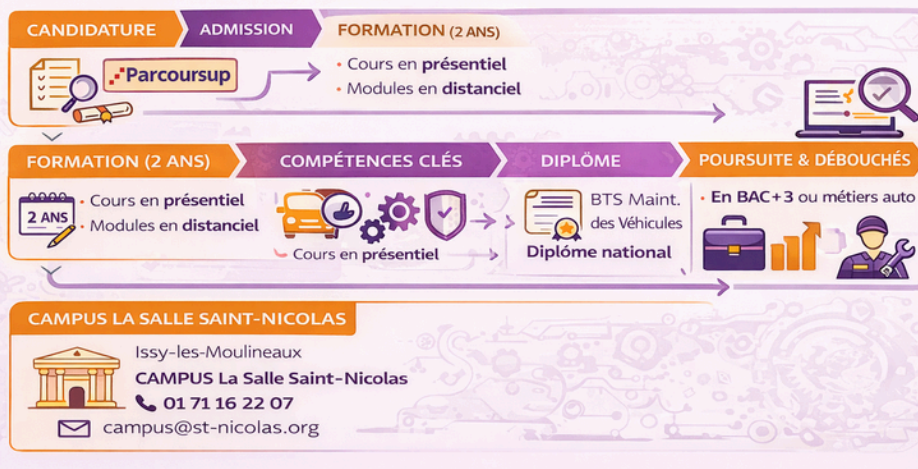 CANDIDATURE
ADMISSION
FORMATION (2 ANS)
Parcoursup
• Cours en présentiel
• Modules en distanciel
FORMATION (2 ANS)
COMPÉTENCES CLÉS
DIPLÔME
POURSUITE & DÉBOUCHÉS
2 ANS
• Cours en présentiel
• Modules en distanciel
Cours en présentiel
BTS Maint.
des Véhicules
Diplóme national
• En BAC+3 ou métiers auto
CAMPUS LA SALLE SAINT-NICOLAS
Issy-les-Moulineaux
CAMPUS La Salle Saint-Nicolas
01 71 16 22 07
campus@st-nicolas.org